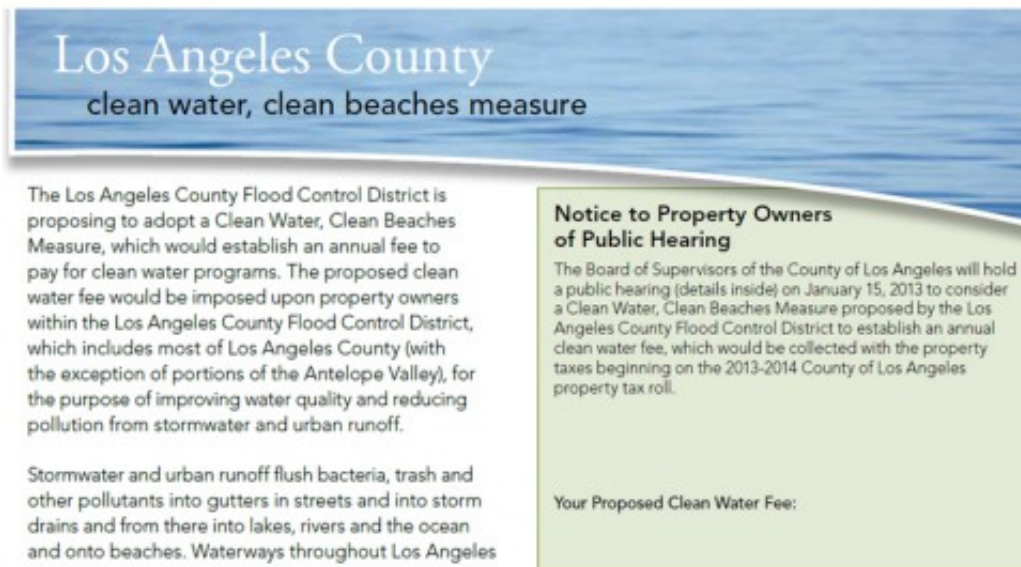 Los Angeles County
clean water, clean beaches measure
The Los Angeles County Flood Control District is
proposing to adopt a Clean Water, Clean Beaches
Measure, which would establish an annual fee to
pay for clean water programs. The proposed clean
water fee would be imposed upon property owners
within the Los Angeles County Flood Control District,
which includes most of Los Angeles County (with
the exception of portions of the Antelope Valley), for
the purpose of improving water quality and reducing
pollution from stormwater and urban runoff.
Stormwater and urban runoff flush bacteria, trash and
other pollutants into gutters in streets and into storm
drains and from there into lakes, rivers and the ocean
and onto beaches. Waterways throughout Los Angeles
Notice to Property Owners
of Public Hearing
The Board of Supervisors of the County of Los Angeles will hold
a public hearing (details inside) on January 15, 2013 to consider
a Clean Water, Clean Beaches Measure proposed by the Los
Angeles County Flood Control District to establish an annual
clean water fee, which would be collected with the property
taxes beginning on the 2013-2014 County of Los Angeles
property tax roll.
Your Proposed Clean Water Fee: